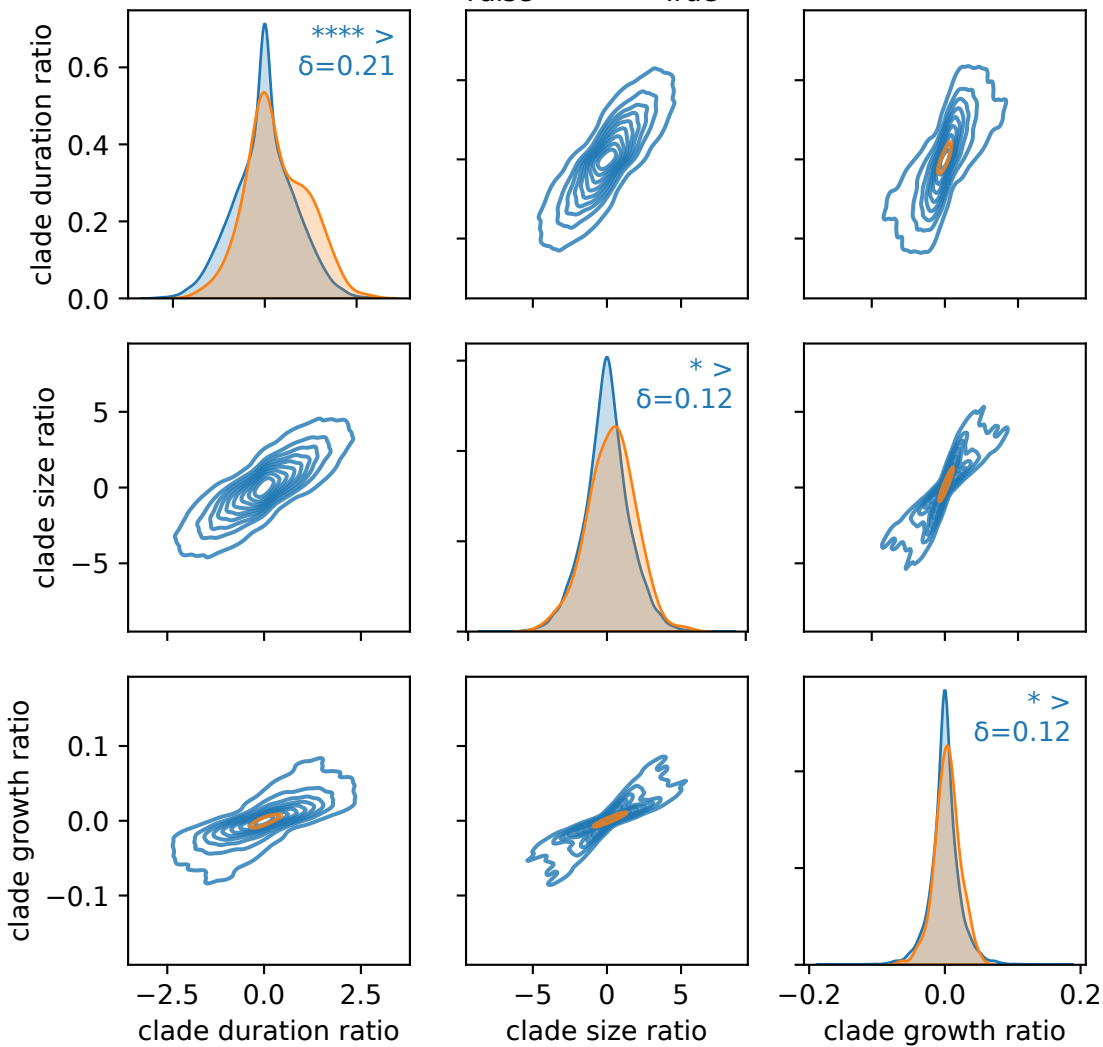 **** >
δ=0.21
clade duration ratio
0.6
0.4
0.2
0.0
clade size ratio
5
0
−5
* >
δ=0.12
clade growth ratio
0.1
0.0
−0.1
* >
δ=0.12
−2.5 0.0 2.5
−5 0 5
−0.2 0.0 0.2
clade duration ratio
clade size ratio
clade growth ratio